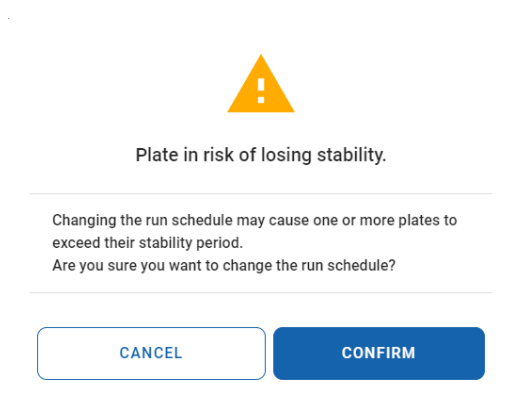 Plate in risk of losing stability.
Changing the run schedule may cause one or more plates to
exceed their stability period.
Are you sure you want to change the run schedule?
CANCEL
CONFIRM